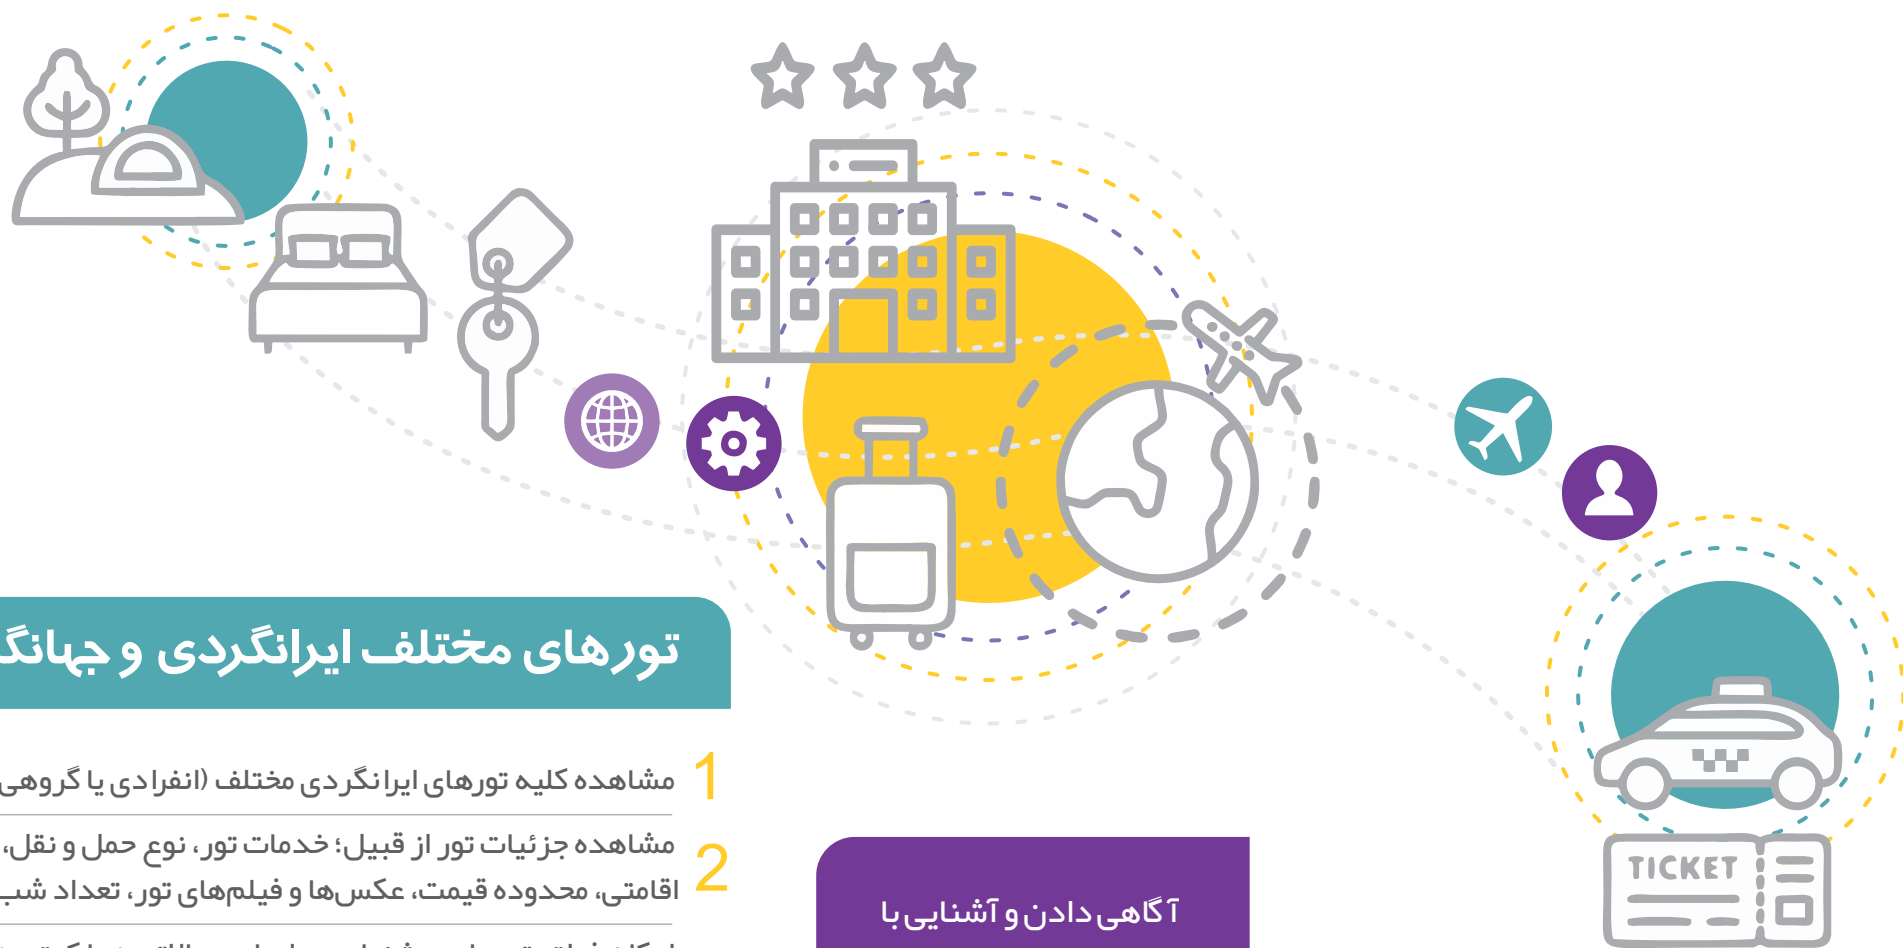 تورهای مختلف ایرانگردی و
1 مشاهده کلیه تورهای ایرانگردی مختلف (انفرادی یا گروهی
2 مشاهده جزئیات تور از قبیل؛ خدمات تور، نوع حمل و نقل،
اقامتی، محدوده قیمت، عکس‌ها و فیلم‌های تور، تعداد شب
آگاهی دادن و آشنایی با
TICKET